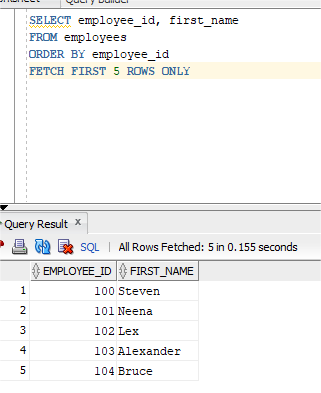 Query Builder
SELECT employee_id, first_name
FROM employees
ORDER BY employee_id
FETCH FIRST 5 ROWS ONLY
Query Result x
SQL | All Rows Fetched: 5 in 0.155 seconds
EMPLOYEE_ID FIRST_NAME
1 100 Steven
2 101 Neena
3 102 Lex
4 103 Alexander
5 104 Bruce